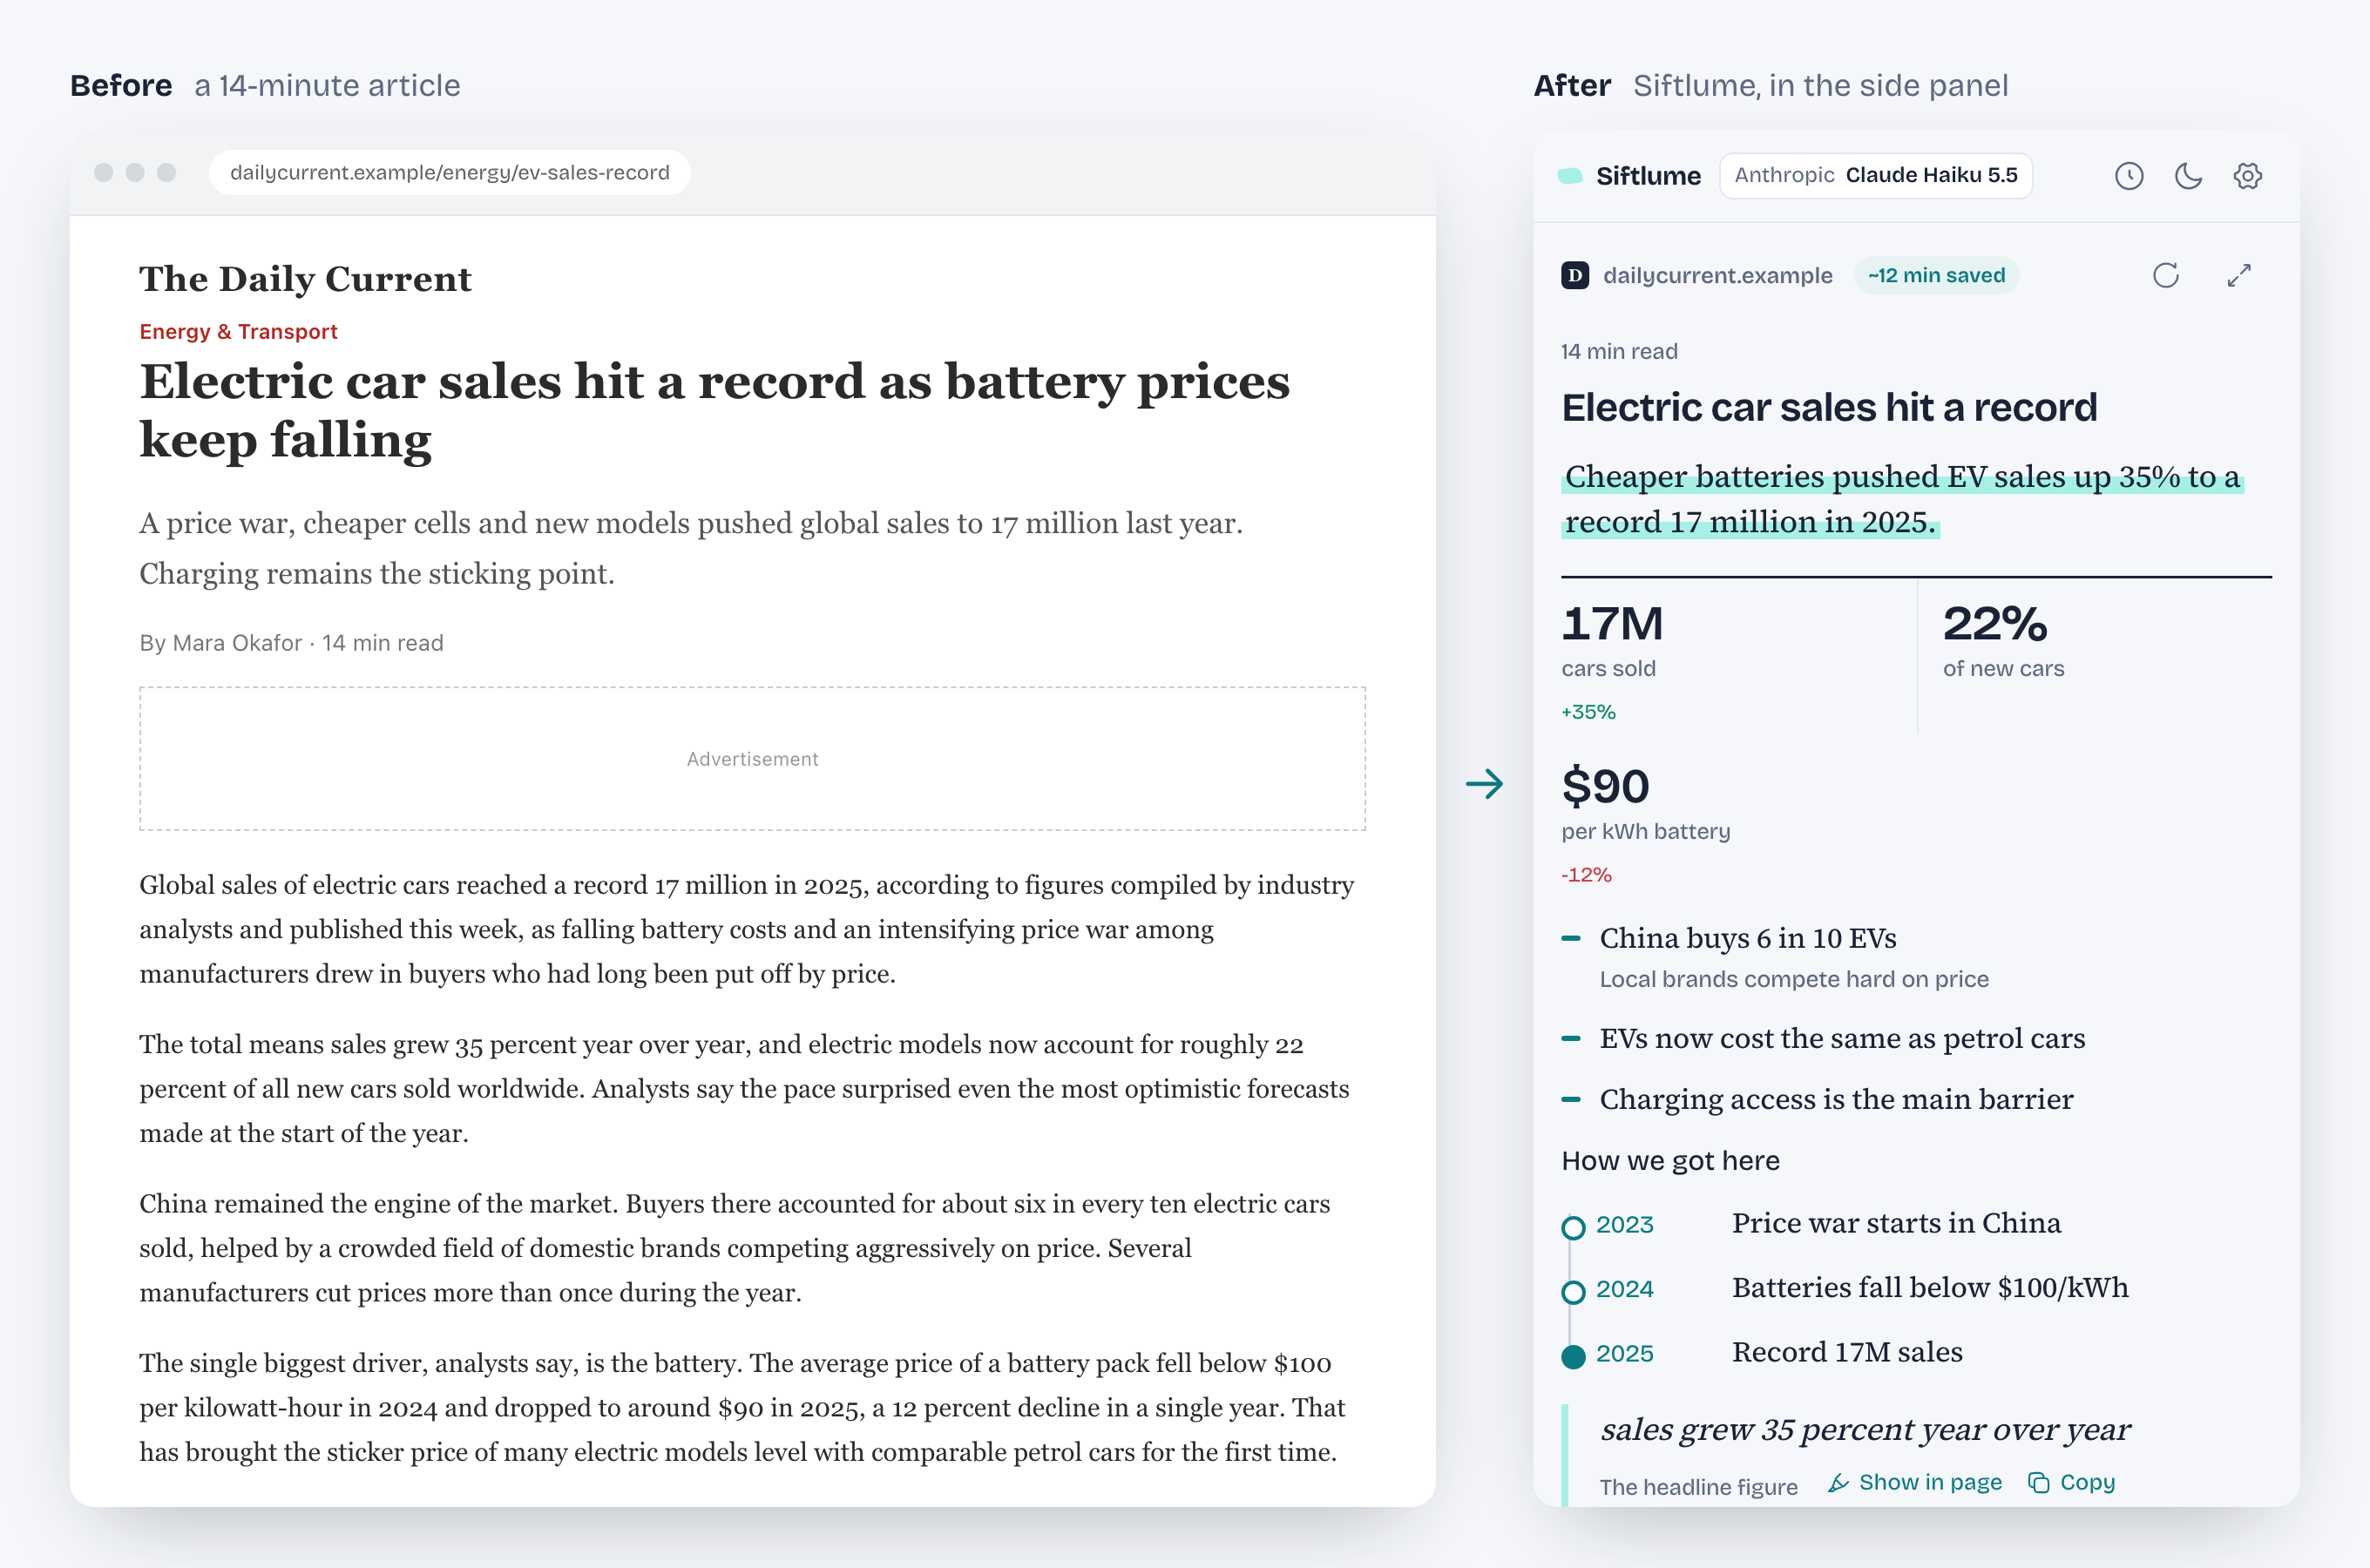 Before a 14-minute article
dailycurrent.example/energy/ev-sales-record
The Daily Current
Energy & Transport
Electric car sales hit a record as battery prices
keep falling
A price war, cheaper cells and new models pushed global sales to 17 million last year.
Charging remains the sticking point.
By Mara Okafor · 14 min read
Advertisement
Global sales of electric cars reached a record 17 million in 2025, according to figures compiled by industry
analysts and published this week, as falling battery costs and an intensifying price war among
manufacturers drew in buyers who had long been put off by price.
The total means sales grew 35 percent year over year, and electric models now account for roughly 22
percent of all new cars sold worldwide. Analysts say the pace surprised even the most optimistic forecasts
made at the start of the year.
China remained the engine of the market. Buyers there accounted for about six in every ten electric cars
sold, helped by a crowded field of domestic brands competing aggressively on price. Several
manufacturers cut prices more than once during the year.
The single biggest driver, analysts say, is the battery. The average price of a battery pack fell below $100
per kilowatt-hour in 2024 and dropped to around $90 in 2025, a 12 percent decline in a single year. That
has brought the sticker price of many electric models level with comparable petrol cars for the first time.
After Siftlume, in the side panel
Siftlume Anthropic Claude Haiku 5.5
D dailycurrent.example ~12 min saved
14 min read
Electric car sales hit a record
Cheaper batteries pushed EV sales up 35% to a
record 17 million in 2025.
17M
cars sold
+35%
22%
of new cars
$90
per kWh battery
-12%
China buys 6 in 10 EVs
Local brands compete hard on price
EVs now cost the same as petrol cars
Charging access is the main barrier
How we got here
2023 Price war starts in China
2024 Batteries fall below $100/kWh
2025 Record 17M sales
sales grew 35 percent year over year
The headline figure Show in page Copy